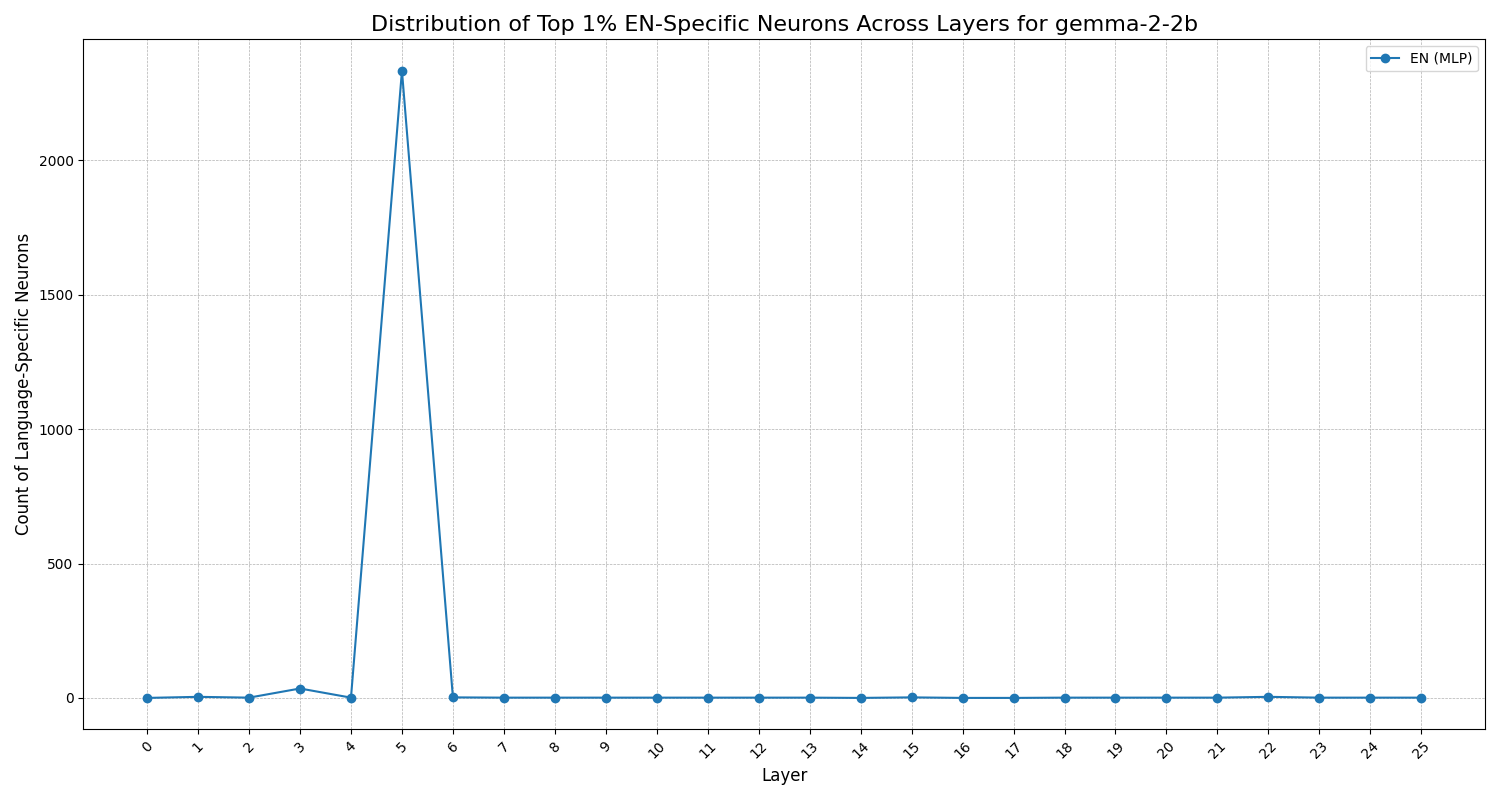 Distribution of Top 1% EN-Specific Neurons Across Layers for gemma-2-2b
EN (MLP)
Count of Language-Specific Neurons
2000
1500
1000
500
0
0 1 2 3 4 5 6 7 8 9 10 11 12 13 14 15 16 17 18 19 20 21 22 23 24 25
Layer